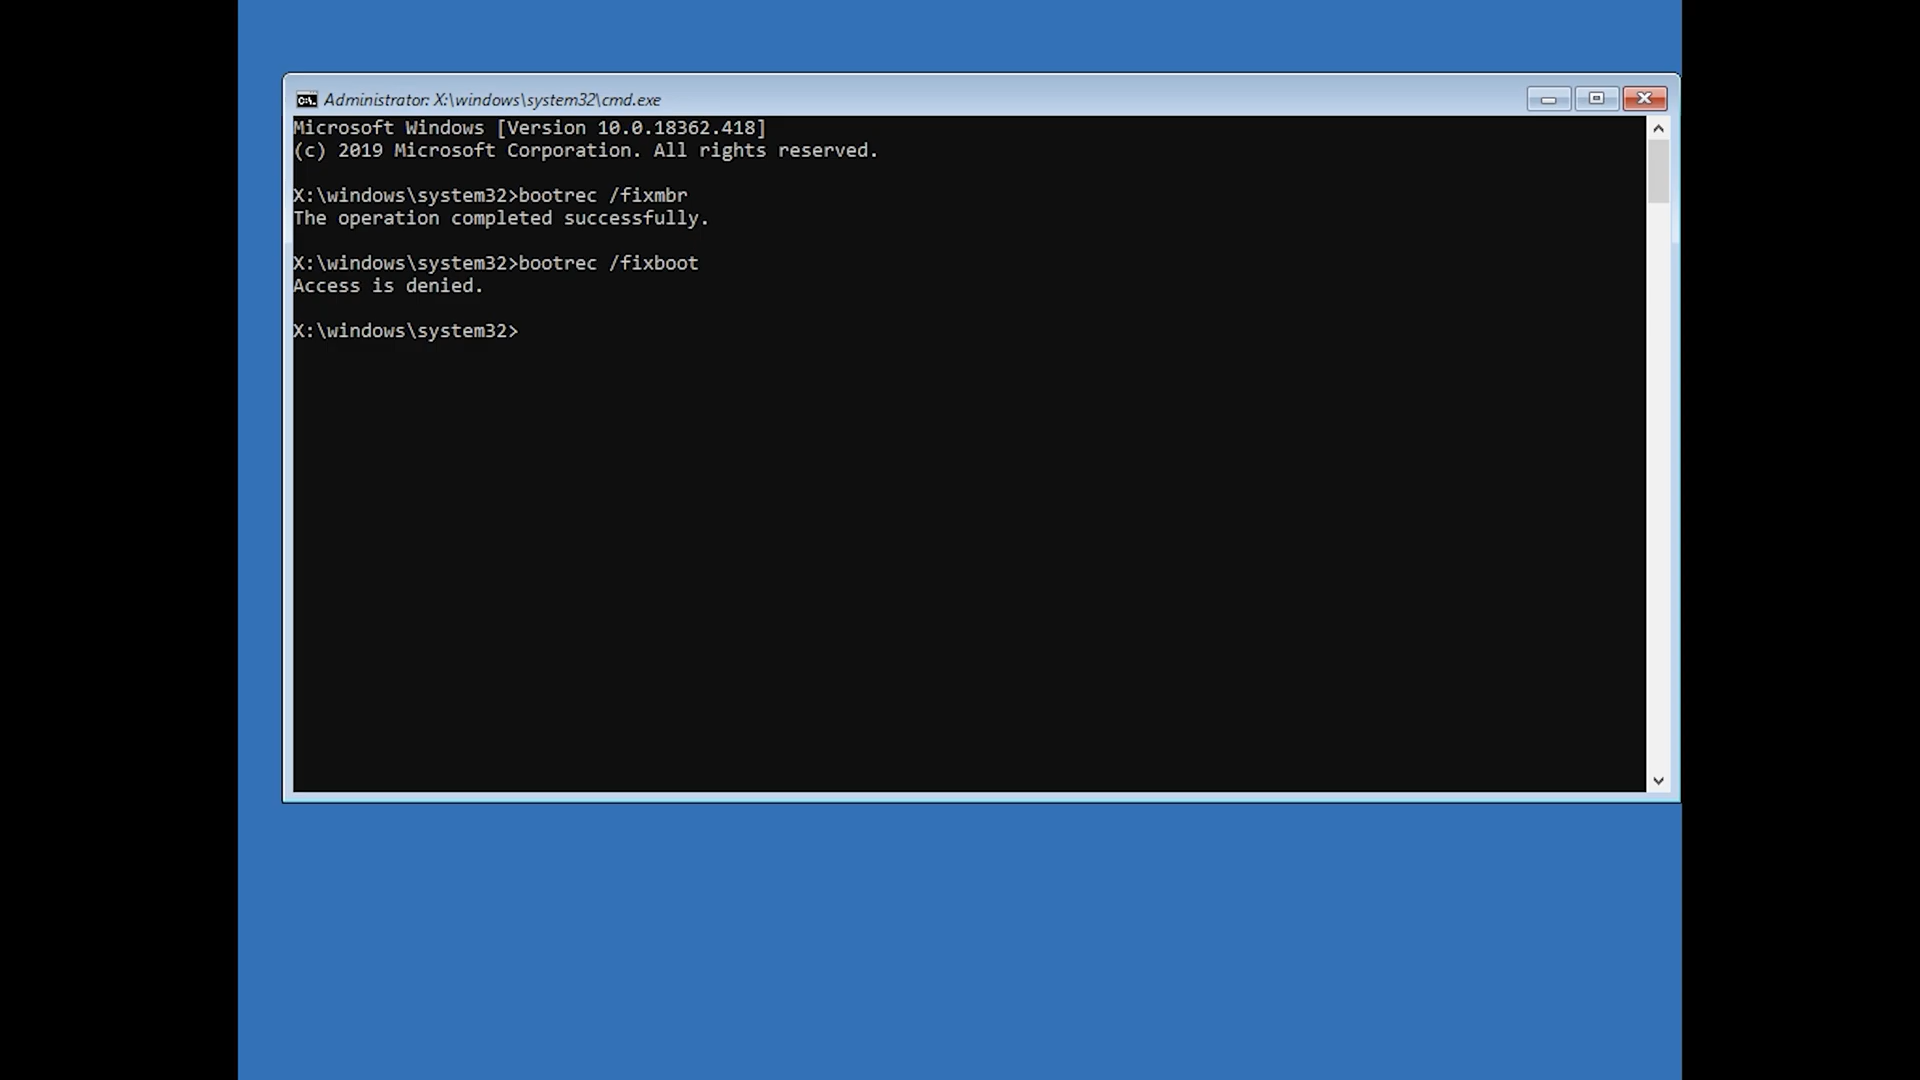 Administrator: X:\windows\system32\cmd.exe
Microsoft Windows [Version 10.0.18362.418]
(c) 2019 Microsoft Corporation. All rights reserved.
X:\windows\system32>bootrec /fixmbr
The operation completed successfully.
X:\windows\system32>bootrec /fixboot
Access is denied.
X:\windows\system32>